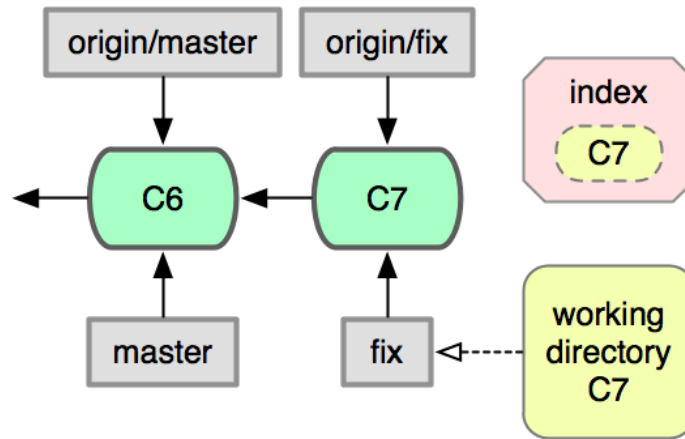 origin/master
origin/fix
index
C7
C6
C7
master
fix
working
directory
C7